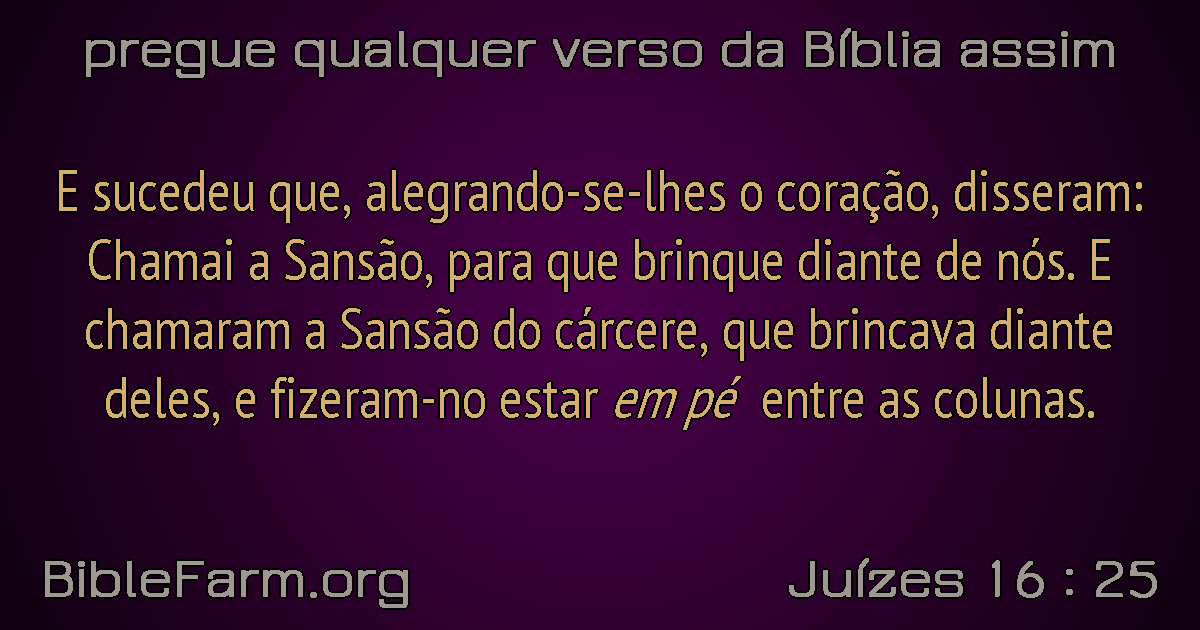 pregue qualquer verso da Bíblia assim
E sucedeu que, alegrando-se-lhes o coração, disseram:
Chamai a Sansão, para que brinque diante de nós. E
chamaram a Sansão do cárcere, que brincava diante
deles, e fizeram-no estar em pé entre as colunas.
BibleFarm.org
Juízes 16 : 25